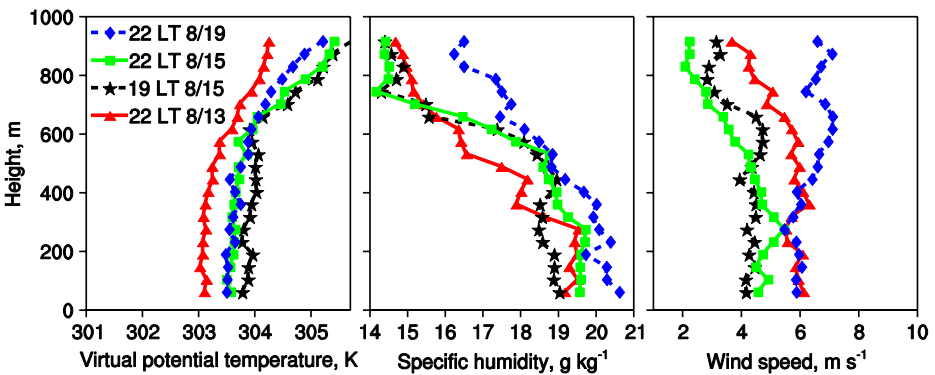 1000
800
600
400
200
0
Height, m
22 LT 8/19
22 LT 8/15
19 LT 8/15
22 LT 8/13
301 302 303 304 305
Virtual potential temperature, K
14 15 16 17 18 19 20 21
Specific humidity, g kg⁻¹
2 4 6 8 10
Wind speed, m s⁻¹